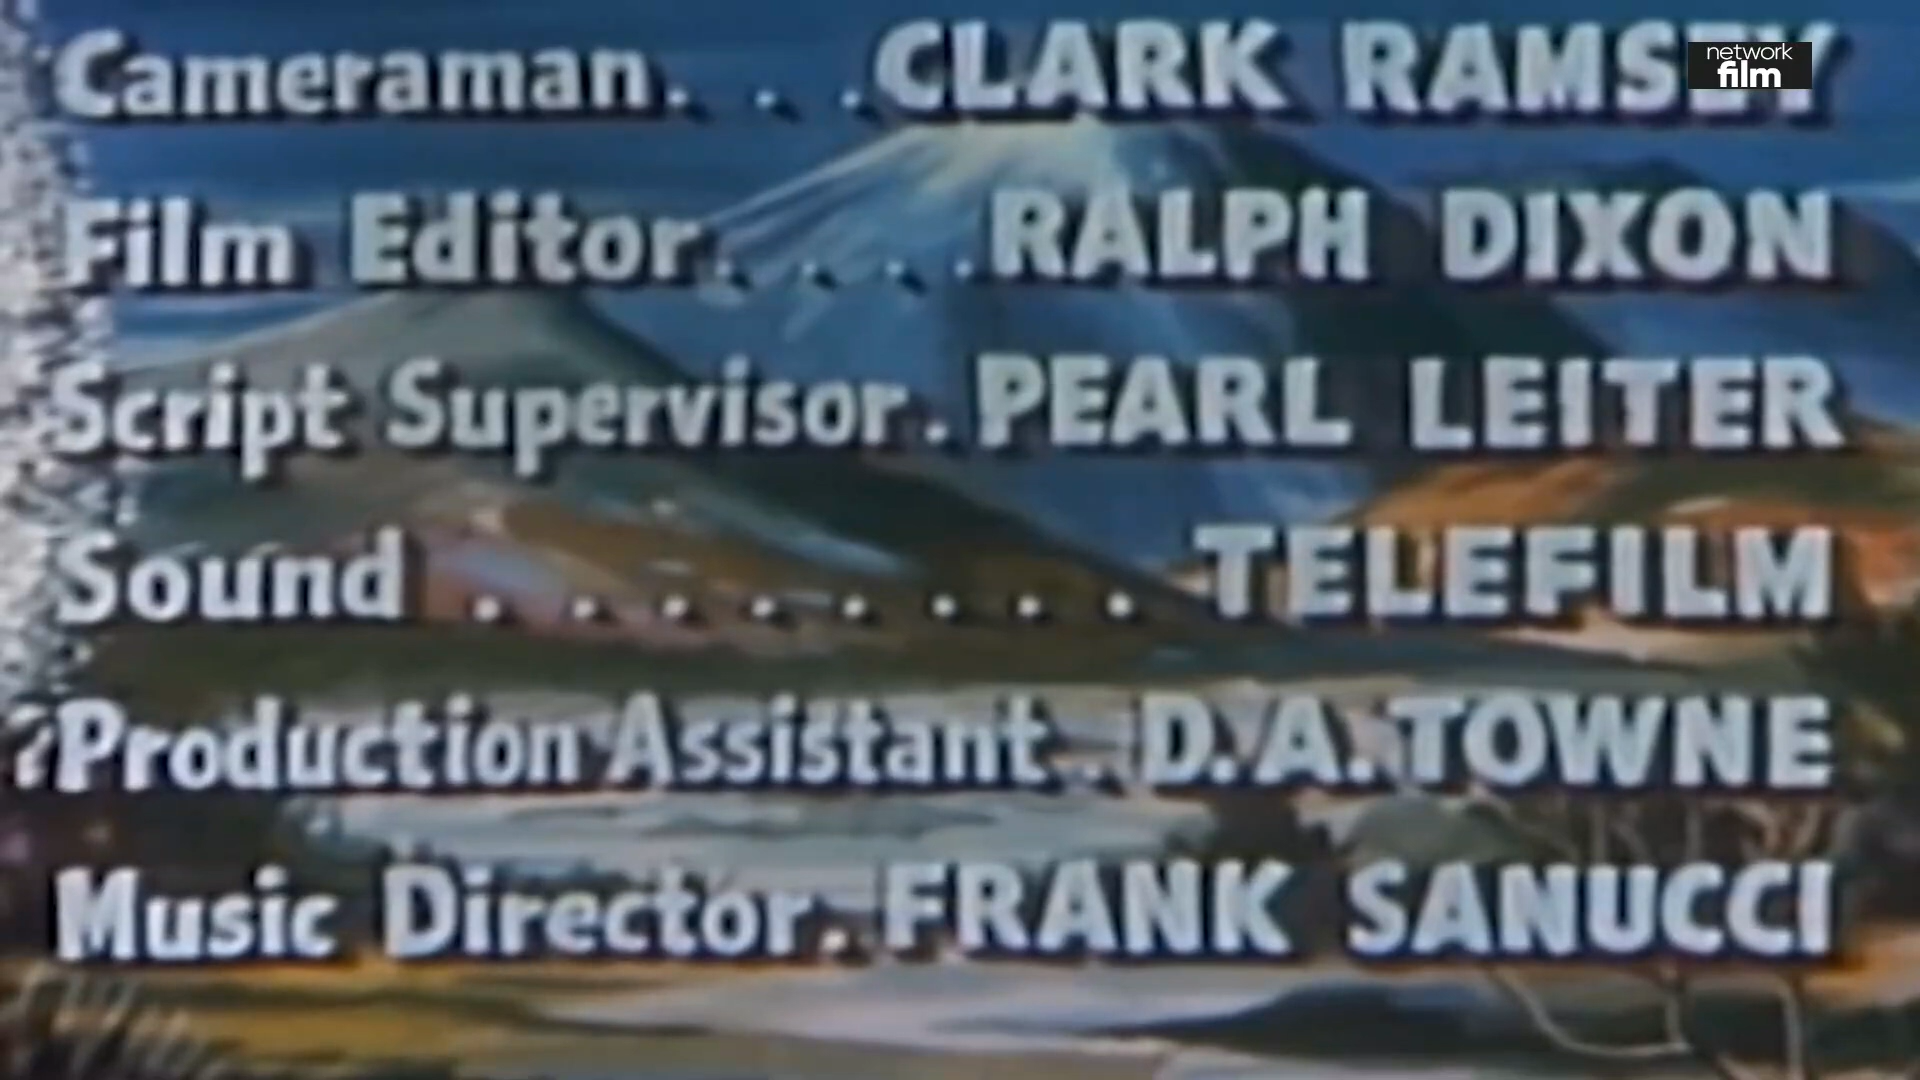 Cameraman. . .CLARK RAMSEY
network
film
Film Editor. . . .RALPH DIXON
Script Supervisor. PEARL LEITER
Sound . . . . . . . . TELEFILM
Production Assistant. . D.A.TOWNE
Music Director. FRANK SANUCCI